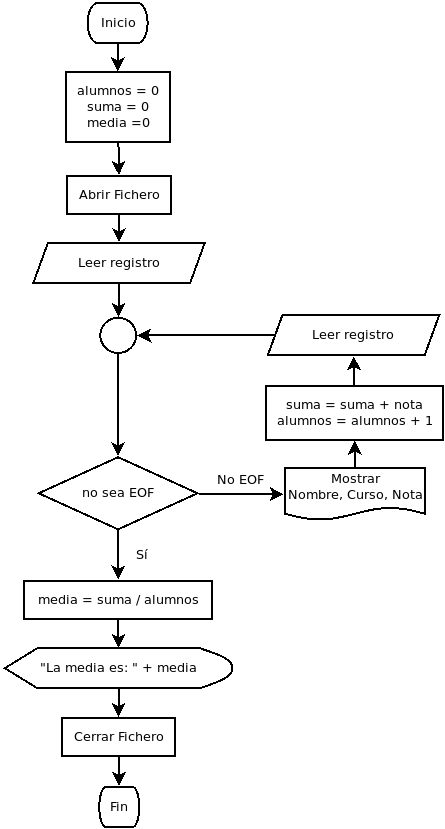 Inicio
alumnos = 0
suma = 0
media =0
Abrir Fichero
Leer registro
Leer registro
suma = suma + nota
alumnos = alumnos + 1
no sea EOF
No EOF
Mostrar
Nombre, Curso, Nota
Sí
media = suma / alumnos
"La media es: " + media
Cerrar Fichero
Fin